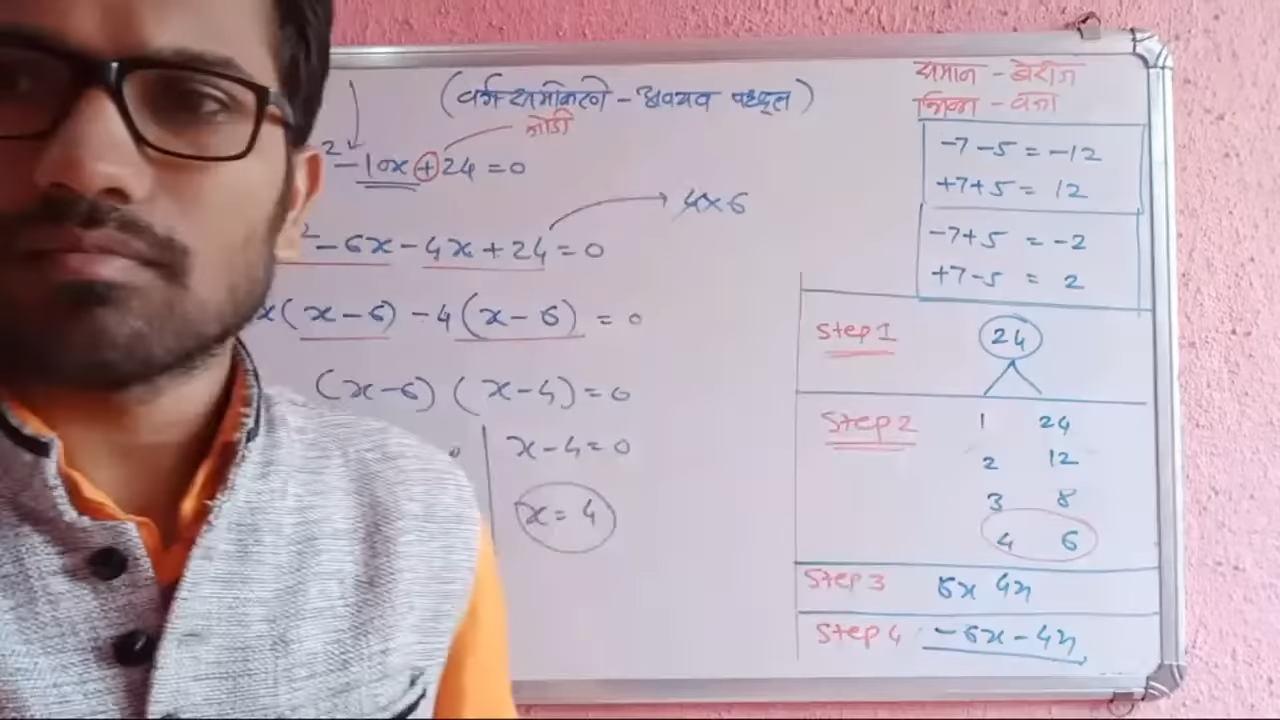 (वर्गसमीकरणे - अवयव पद्धत)
जोडी
2 - 10x + 24 = 0
4 x 6
2 - 6x - 4x + 24 = 0
x(x - 6) - 4(x - 6) = 0
(x - 6) (x - 4) = 0
x - 4 = 0
x = 4
समान - बेरीज
भिन्न - वजा
-7 - 5 = -12
+7 + 5 = 12
-7 + 5 = -2
+7 - 5 = 2
Step 1 24
Step 2 1 24
2 12
3 8
4 6
Step 3 6x 4x
Step 4 - 6x - 4x